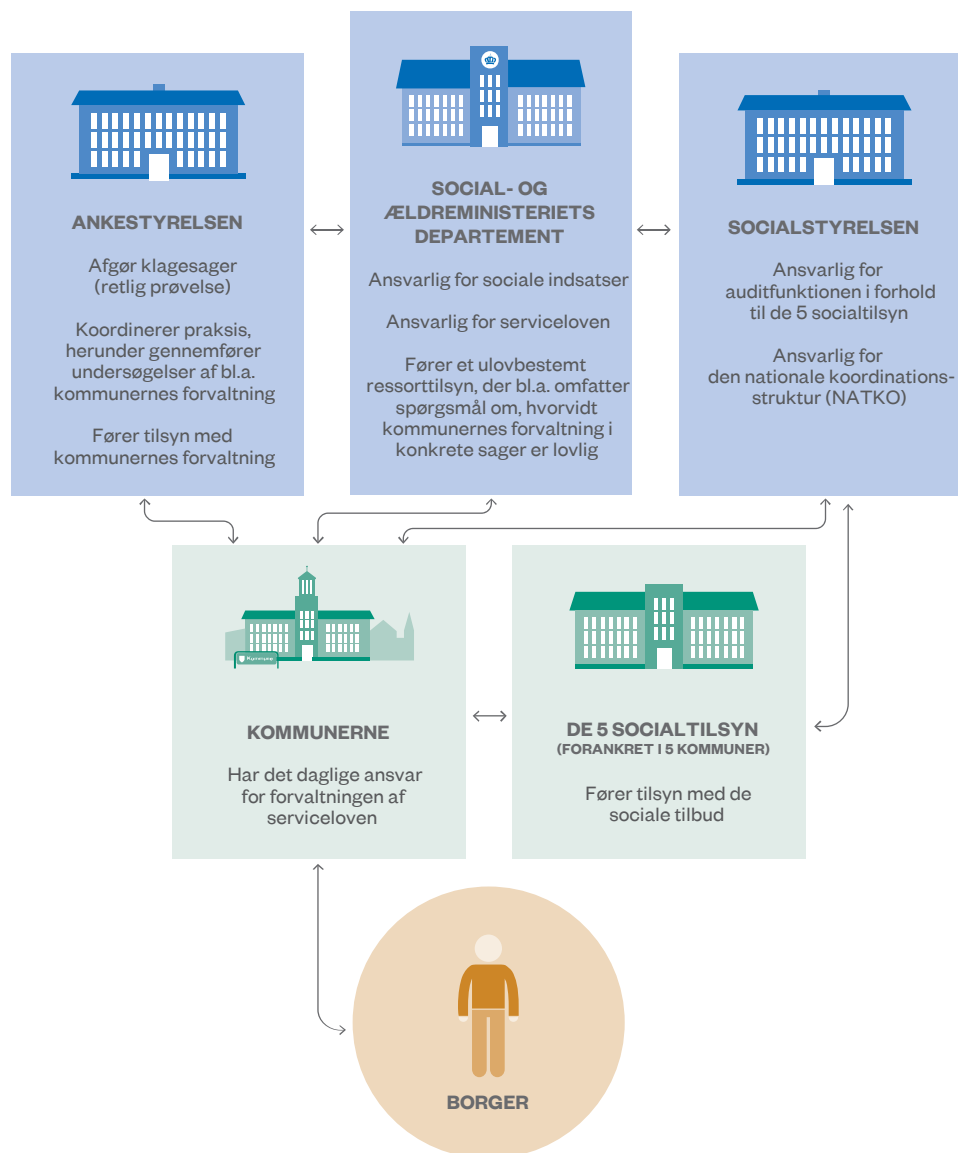 ANKESTYRELSEN
Afgør klagesager
(retlig prøvelse)
Koordinerer praksis,
herunder gennemfører
undersøgelser af bl.a.
kommunernes forvaltning
Fører tilsyn med
kommunernes forvaltning
SOCIAL- OG
ÆLDREMINISTERIETS
DEPARTEMENT
Ansvarlig for sociale indsatser
Ansvarlig for serviceloven
Fører et ulovbestemt
ressorttilsyn, der bl.a. omfatter
spørgsmål om, hvorvidt
kommunernes forvaltning i
konkrete sager er lovlig
SOCIALSTYRELSEN
Ansvarlig for
auditfunktionen i forhold
til de 5 socialtilsyn
Ansvarlig for
den nationale koordinations-
struktur (NATKO)
KOMMUNERNE
Har det daglige ansvar
for forvaltningen af
serviceloven
DE 5 SOCIALTILSYN
(FORANKRET I 5 KOMMUNER)
Fører tilsyn med de
sociale tilbud
BORGER